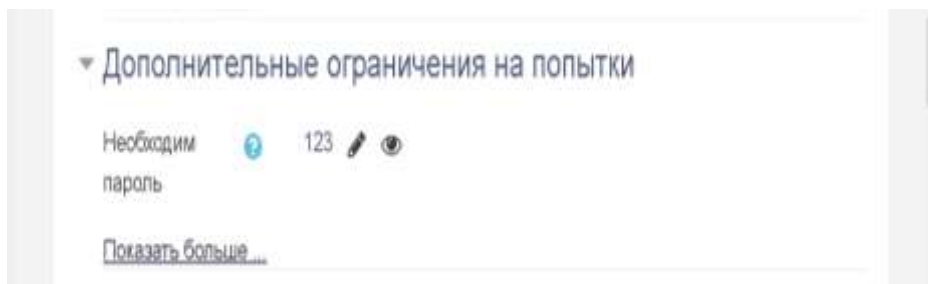 Дополнительные ограничения на попытки
Необходим ? 123
пароль
Показать больше ...